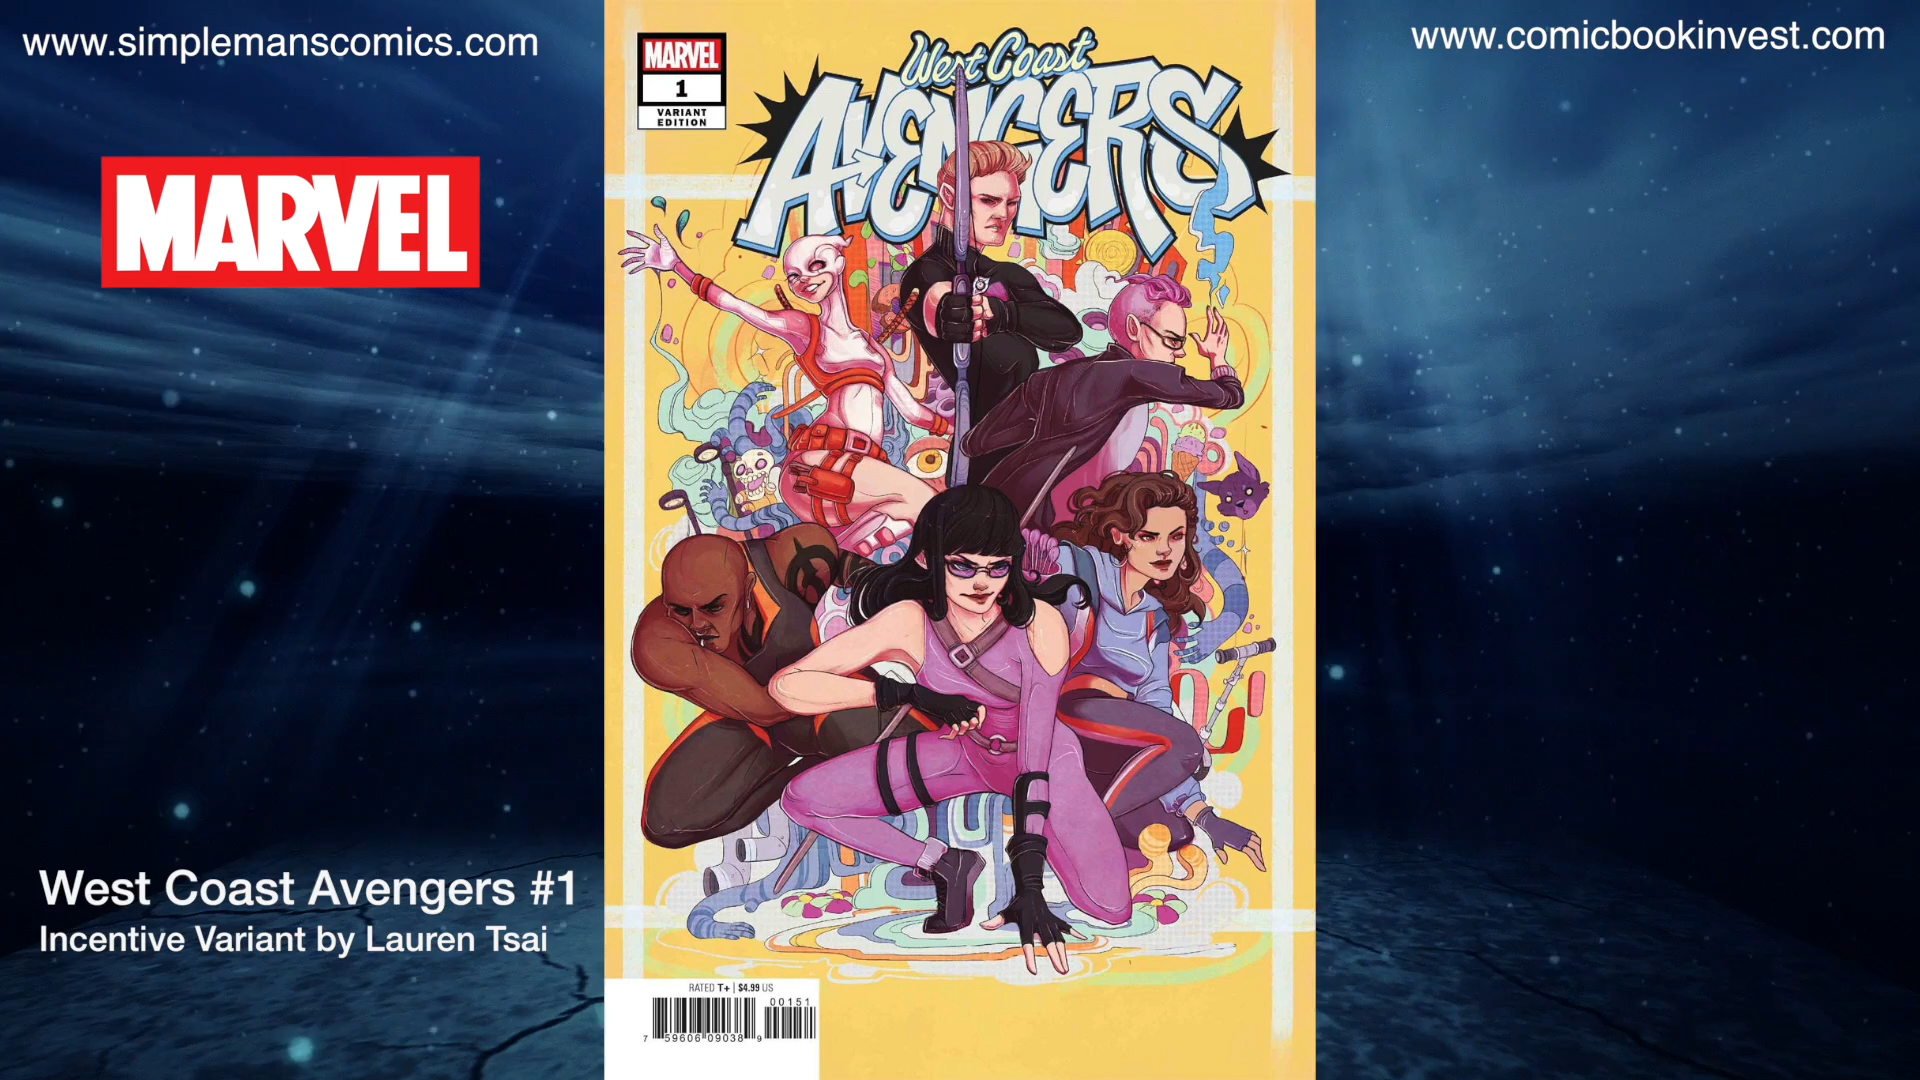 www.simplemanscomics.com
www.comicbookinvest.com
MARVEL
MARVEL
1
VARIANT
EDITION
West Coast
AVENGERS
West Coast Avengers #1
Incentive Variant by Lauren Tsai
RATED T+ | $4.99 US
00151
7 59606 09038 9